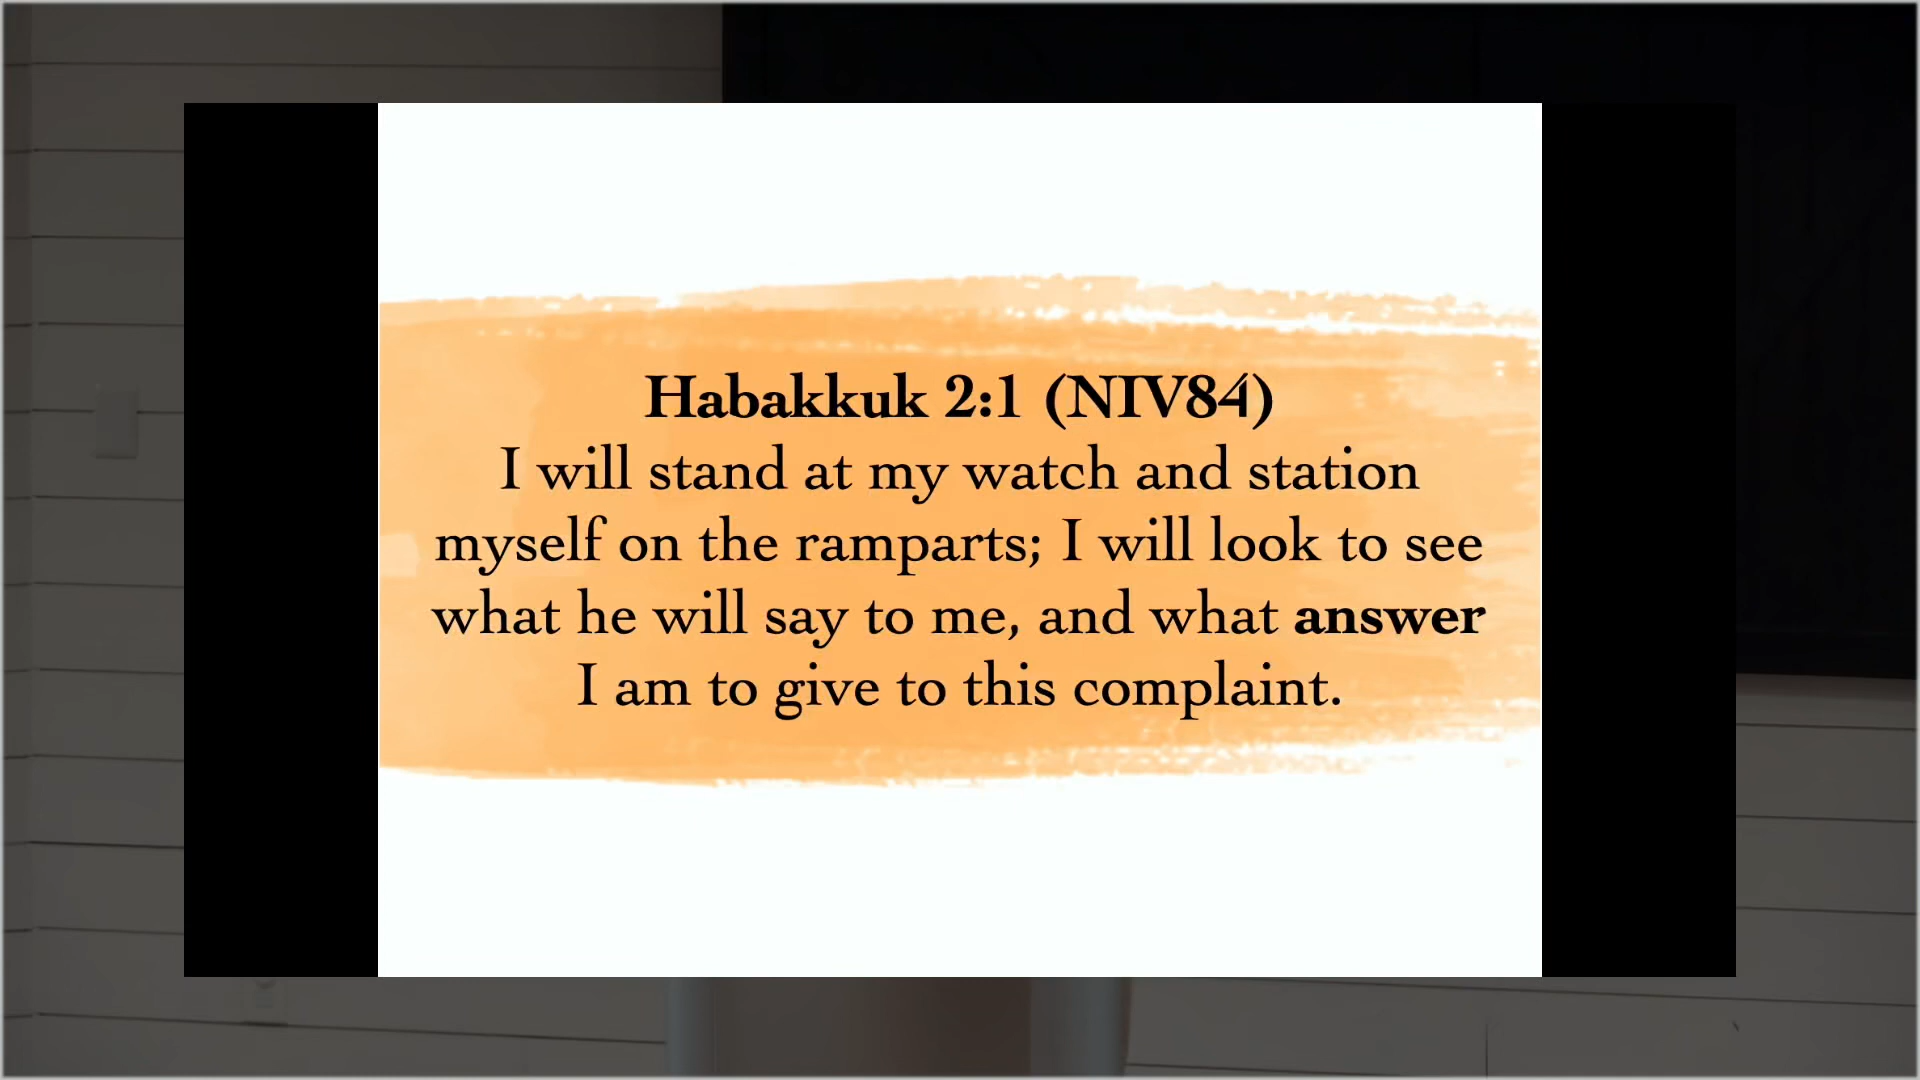 Habakkuk 2:1 (NIV84)
I will stand at my watch and station
myself on the ramparts; I will look to see
what he will say to me, and what answer
I am to give to this complaint.